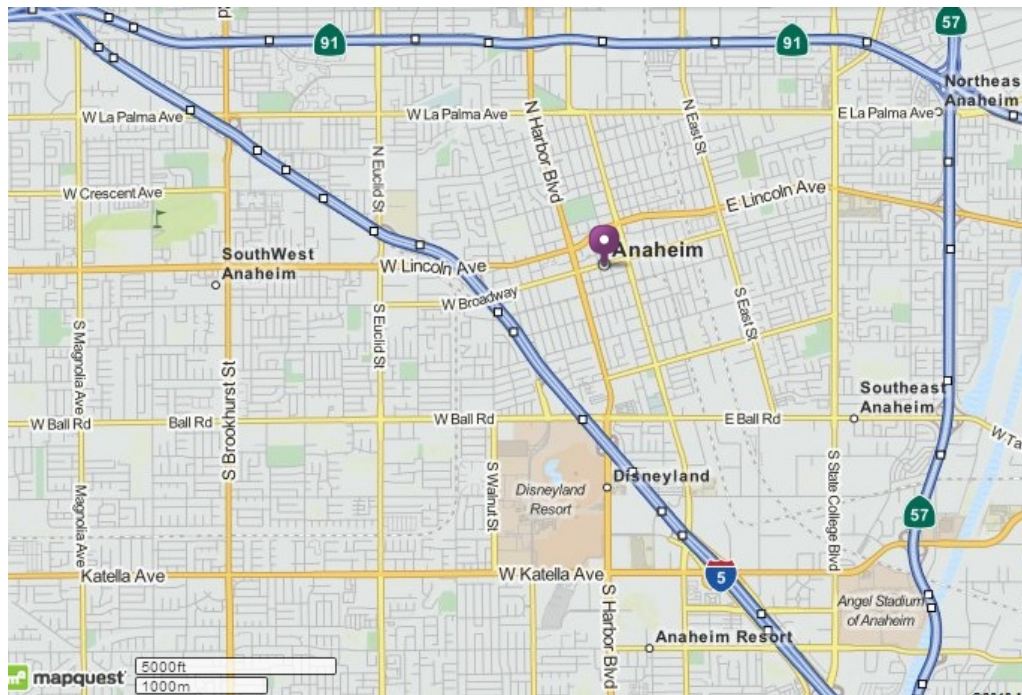 57
91
91
Northeast
Anaheim
W La Palma Ave
W La Palma Ave
E La Palma Ave
N Harbor Blvd
N East St
N Euclid St
W Crescent Ave
E Lincoln Ave
SouthWest
Anaheim
Anaheim
W Lincoln Ave
W Broadway
S Magnolia Ave
S Euclid St
S East St
S Brookhurst St
Southeast
Anaheim
W Ball Rd
Ball Rd
W Ball Rd
E Ball Rd
S Walnut St
Disneyland
Disneyland
Resort
S State College Blvd
Magnolia Ave
57
Katella Ave
W Katella Ave
5
S Harbor Blvd
Angel Stadium
of Anaheim
Anaheim Resort
mapquest
5000ft
1000m